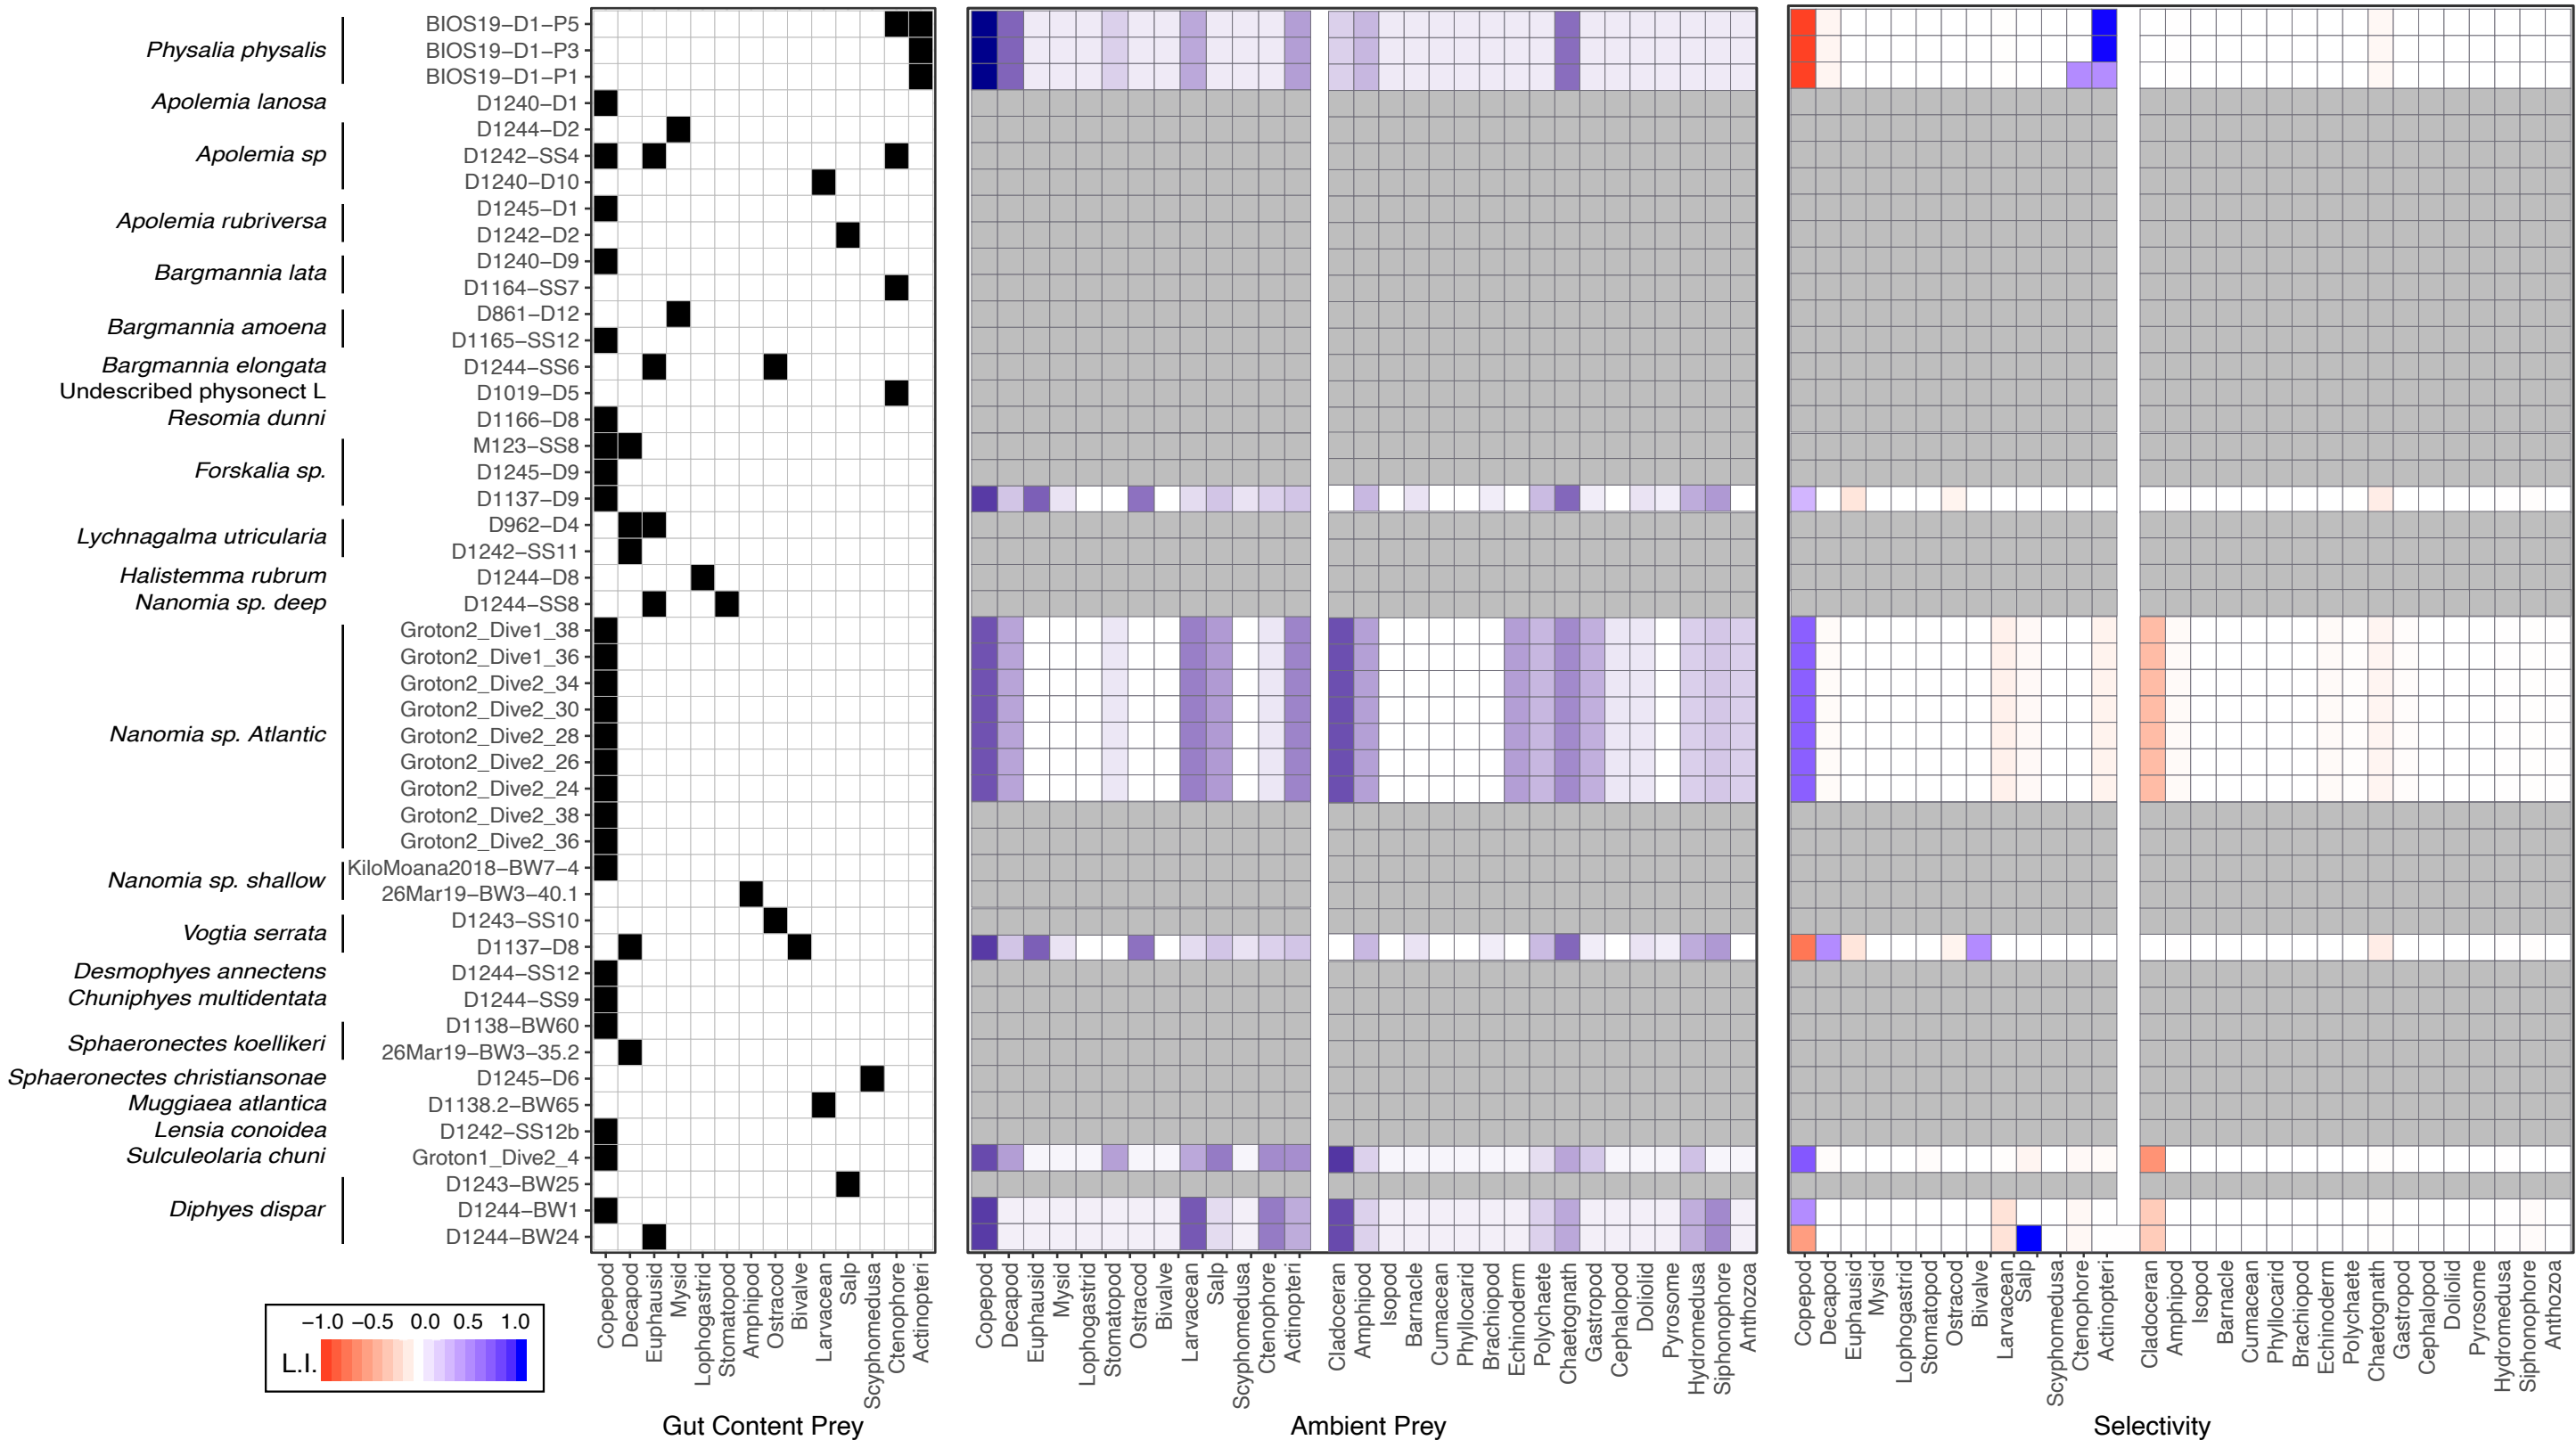 Physalia physalis
Apolemia lanosa
Apolemia sp
Apolemia rubriversa
Bargmannia lata
Bargmannia amoena
Bargmannia elongata
Undescribed physonect L
Resomia dunni
Forskalia sp.
Lychnagalma utricularia
Halistemma rubrum
Nanomia sp. deep
Nanomia sp. Atlantic
Nanomia sp. shallow
Vogtia serrata
Desmophyes annectens
Chuniphyes multidentata
Sphaeronectes koellikeri
Sphaeronectes christiansonae
Muggiaea atlantica
Lensia conoidea
Sulculeolaria chuni
Diphyes dispar
BIOS19−D1−P5
BIOS19−D1−P3
BIOS19−D1−P1
D1240−D1
D1244−D2
D1242−SS4
D1240−D10
D1245−D1
D1242−D2
D1240−D9
D1164−SS7
D861−D12
D1165−SS12
D1244−SS6
D1019−D5
D1166−D8
M123−SS8
D1245−D9
D1137−D9
D962−D4
D1242−SS11
D1244−D8
D1244−SS8
Groton2_Dive1_38
Groton2_Dive1_36
Groton2_Dive2_34
Groton2_Dive2_30
Groton2_Dive2_28
Groton2_Dive2_26
Groton2_Dive2_24
Groton2_Dive2_38
Groton2_Dive2_36
KiloMoana2018−BW7−4
26Mar19−BW3−40.1
D1243−SS10
D1137−D8
D1244−SS12
D1244−SS9
D1138−BW60
26Mar19−BW3−35.2
D1245−D6
D1138.2−BW65
D1242−SS12b
Groton1_Dive2_4
D1243−BW25
D1244−BW1
D1244−BW24
Copepod
Decapod
Euphausid
Mysid
Lophogastrid
Stomatopod
Amphipod
Ostracod
Bivalve
Larvacean
Salp
Scyphomedusa
Ctenophore
Actinopteri
Copepod
Decapod
Euphausid
Mysid
Lophogastrid
Stomatopod
Ostracod
Bivalve
Larvacean
Salp
Scyphomedusa
Ctenophore
Actinopteri
Cladoceran
Amphipod
Isopod
Barnacle
Cumacean
Phyllocarid
Brachiopod
Echinoderm
Polychaete
Chaetognath
Gastropod
Cephalopod
Doliolid
Pyrosome
Hydromedusa
Siphonophore
Anthozoa
Copepod
Decapod
Euphausid
Mysid
Lophogastrid
Stomatopod
Ostracod
Bivalve
Larvacean
Salp
Scyphomedusa
Ctenophore
Actinopteri
Cladoceran
Amphipod
Isopod
Barnacle
Cumacean
Phyllocarid
Brachiopod
Echinoderm
Polychaete
Chaetognath
Gastropod
Cephalopod
Doliolid
Pyrosome
Hydromedusa
Siphonophore
Anthozoa
−1.0 −0.5 0.0 0.5 1.0
L.I.
Gut Content Prey
Ambient Prey
Selectivity